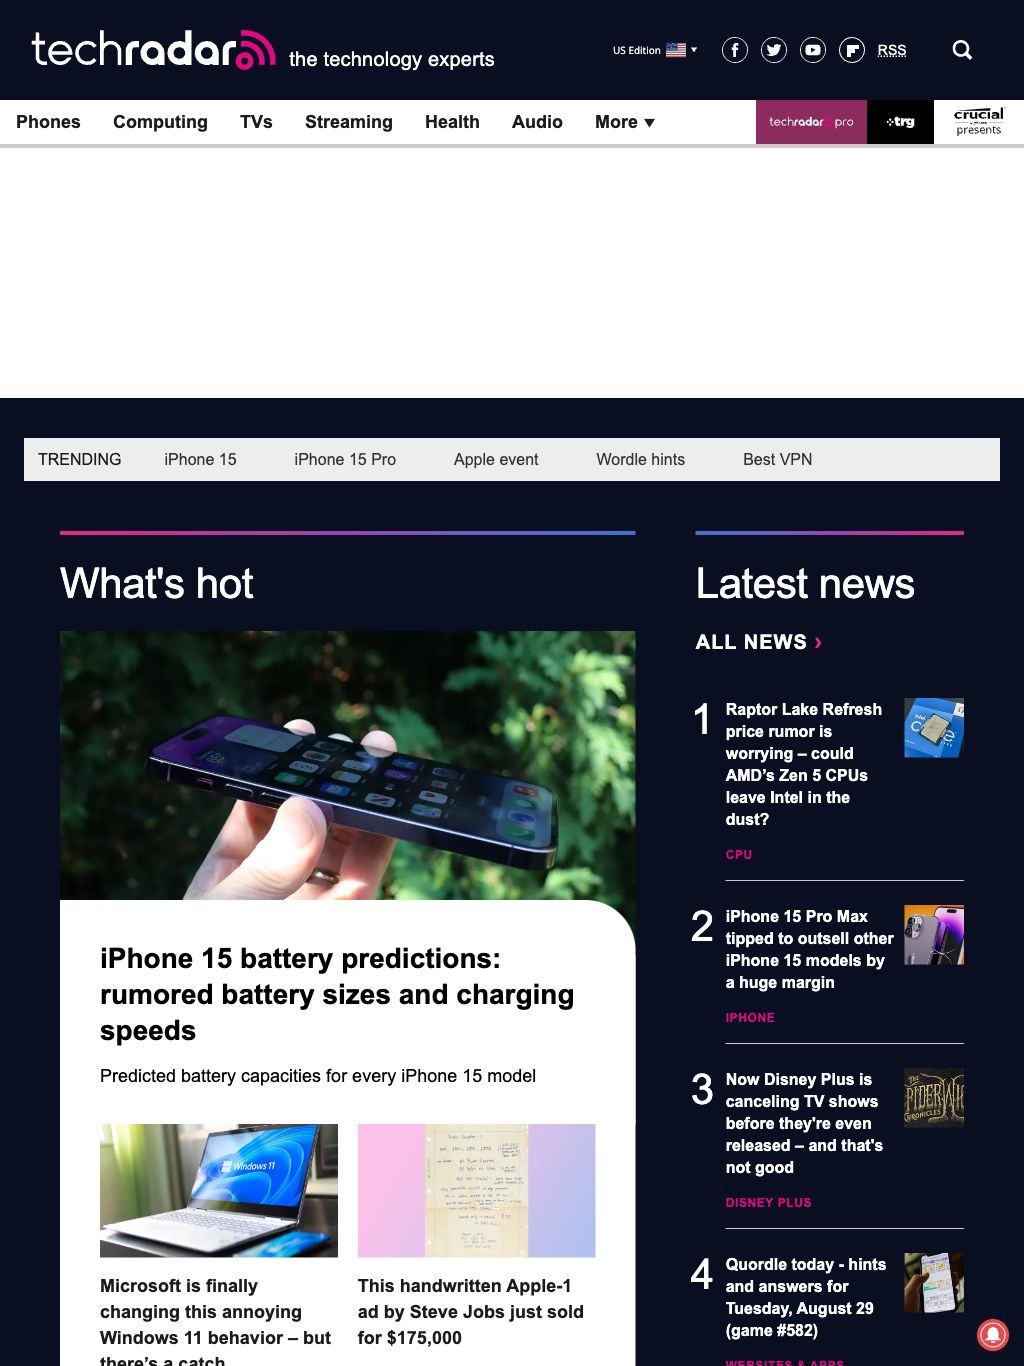 techradar the technology experts
US Edition
RSS
Phones Computing TVs Streaming Health Audio More
techradar pro
trg
crucial
presents
TRENDING iPhone 15 iPhone 15 Pro Apple event Wordle hints Best VPN
What's hot
iPhone 15 battery predictions:
rumored battery sizes and charging
speeds
Predicted battery capacities for every iPhone 15 model
Windows 11
Microsoft is finally
changing this annoying
Windows 11 behavior – but
there's a catch
This handwritten Apple-1
ad by Steve Jobs just sold
for $175,000
Latest news
ALL NEWS ›
1
Raptor Lake Refresh
price rumor is
worrying – could
AMD’s Zen 5 CPUs
leave Intel in the
dust?
CPU
2
iPhone 15 Pro Max
tipped to outsell other
iPhone 15 models by
a huge margin
IPHONE
3
Now Disney Plus is
canceling TV shows
before they're even
released – and that's
not good
DISNEY PLUS
4
Quordle today - hints
and answers for
Tuesday, August 29
(game #582)
WEBSITES & APPS